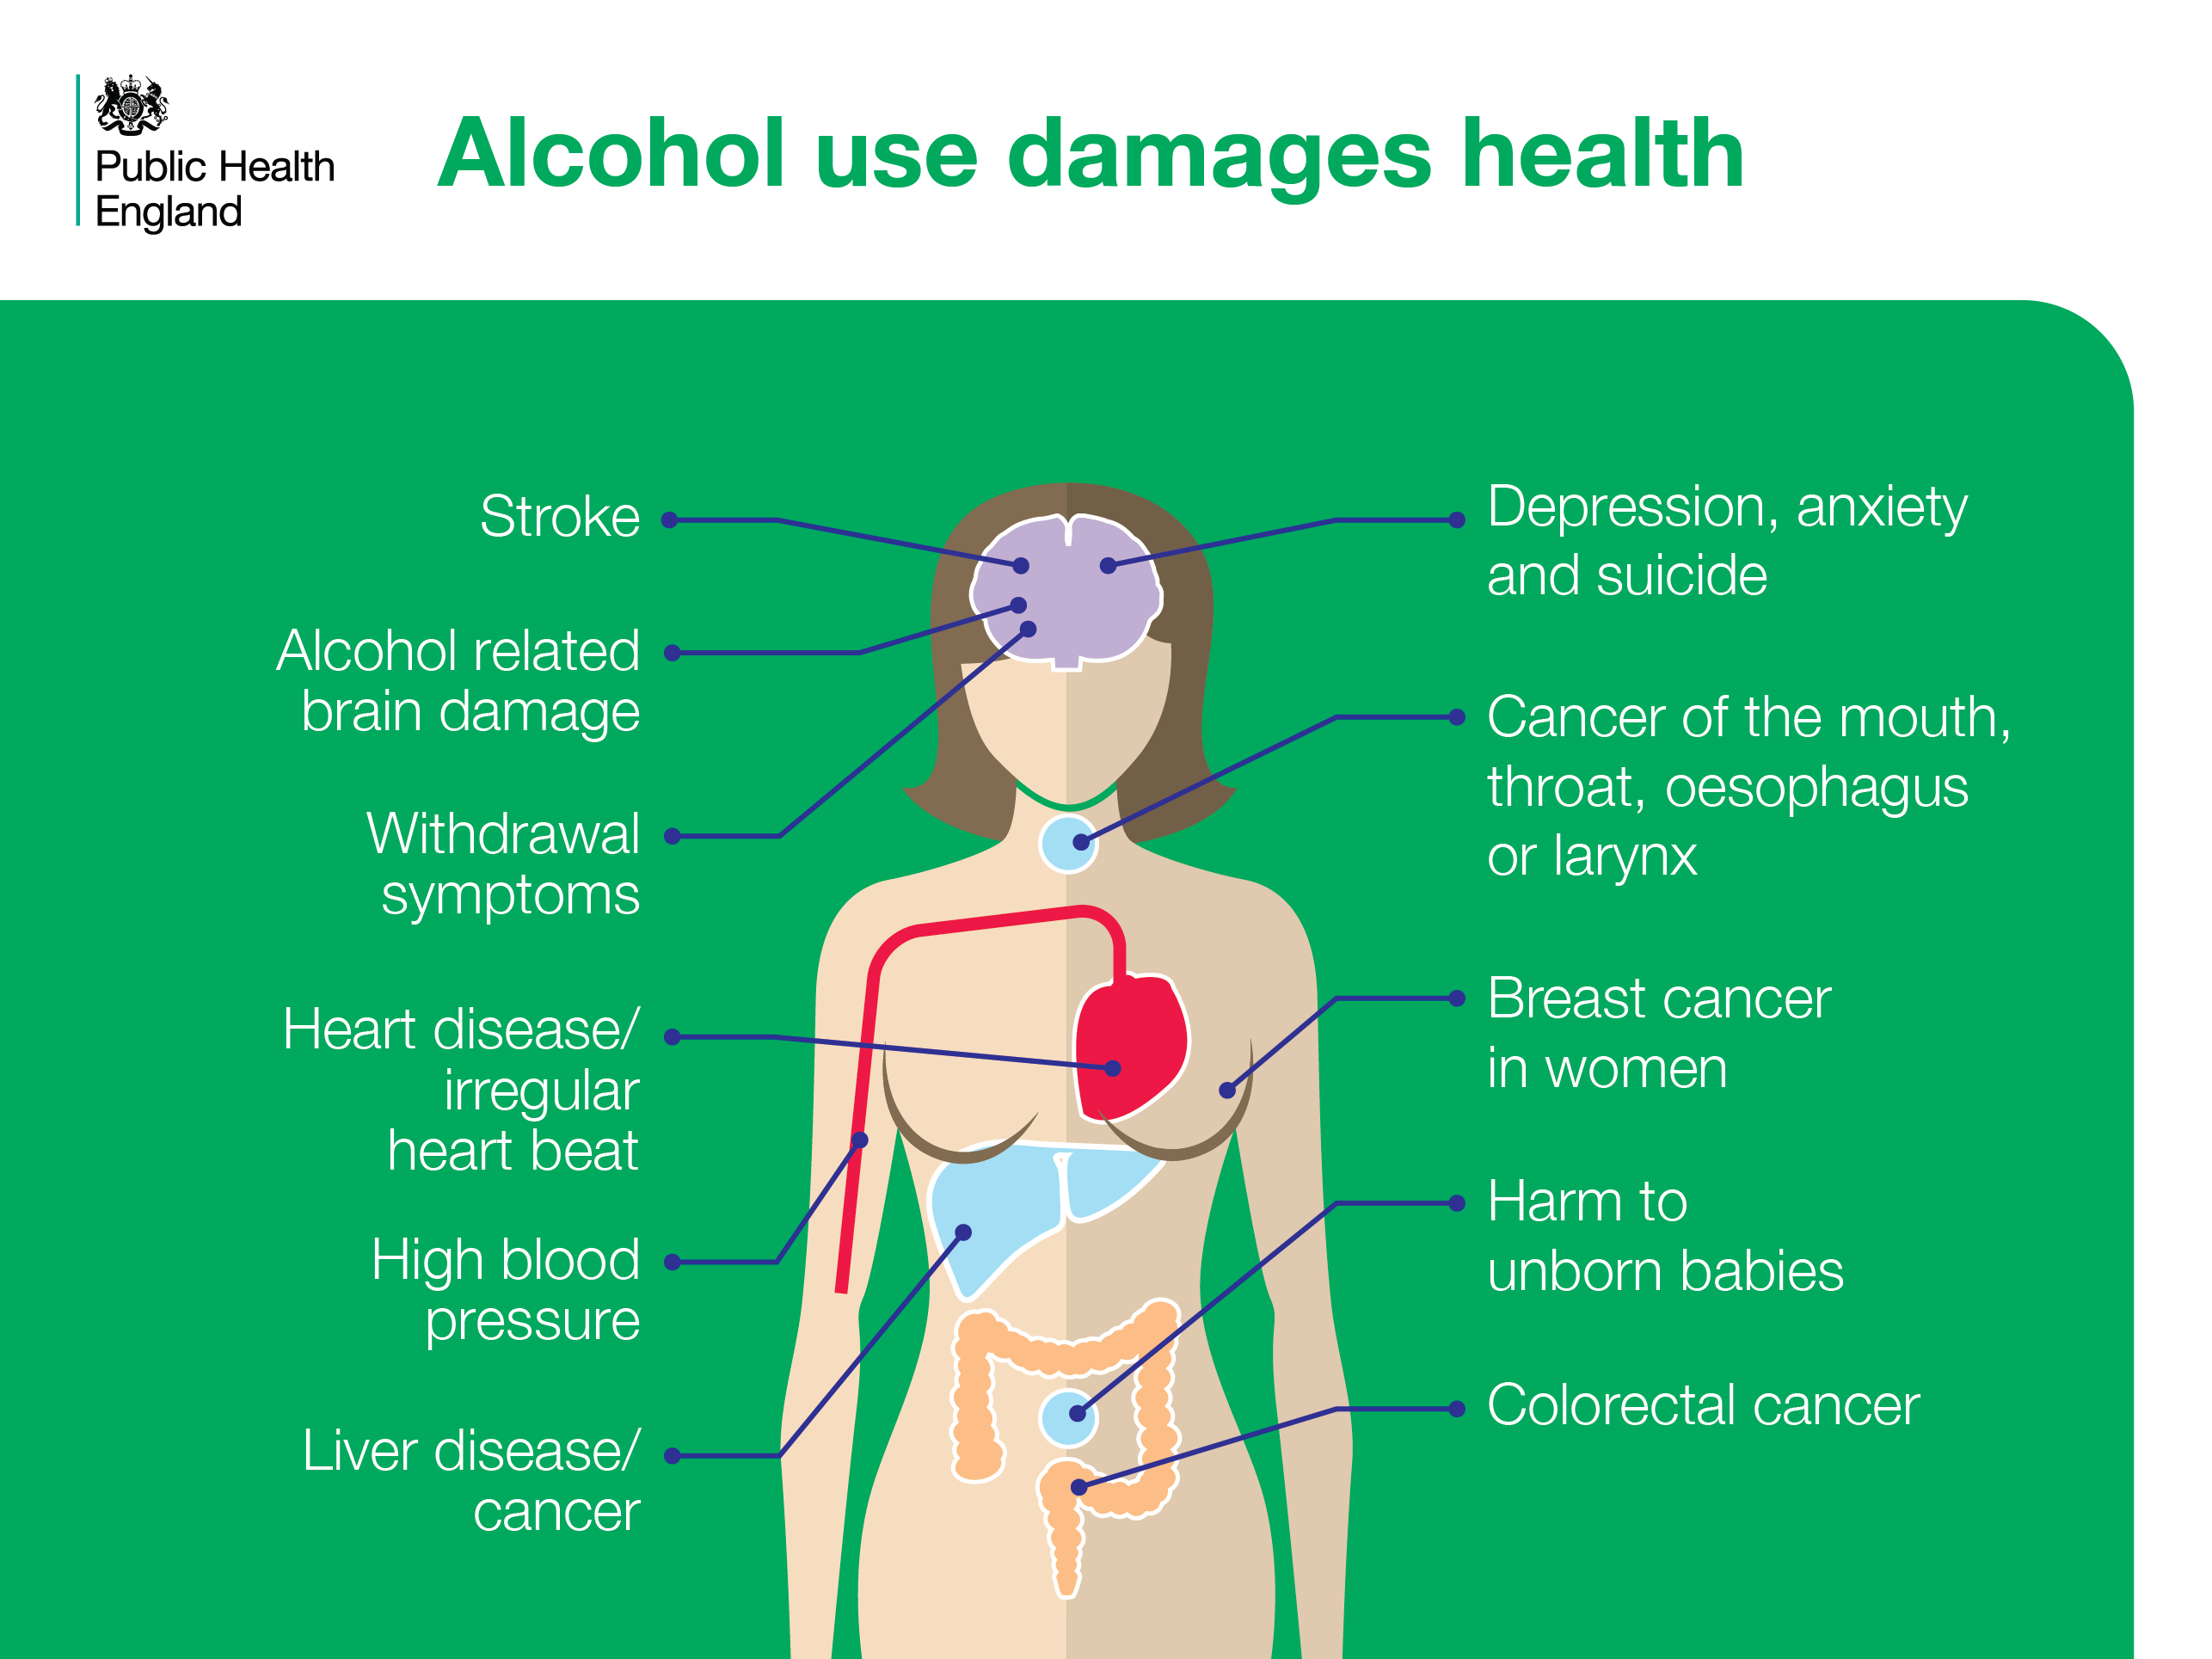 Public Health
England
Alcohol use damages health
Stroke
Alcohol related
brain damage
Withdrawal
symptoms
Heart disease/
irregular
heart beat
High blood
pressure
Liver disease/
cancer
Depression, anxiety
and suicide
Cancer of the mouth,
throat, oesophagus
or larynx
Breast cancer
in women
Harm to
unborn babies
Colorectal cancer